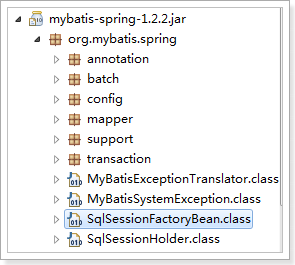 mybatis-spring-1.2.2.jar
org.mybatis.spring
annotation
batch
config
mapper
support
transaction
MyBatisExceptionTranslator.class
MyBatisSystemException.class
SqlSessionFactoryBean.class
SqlSessionHolder.class